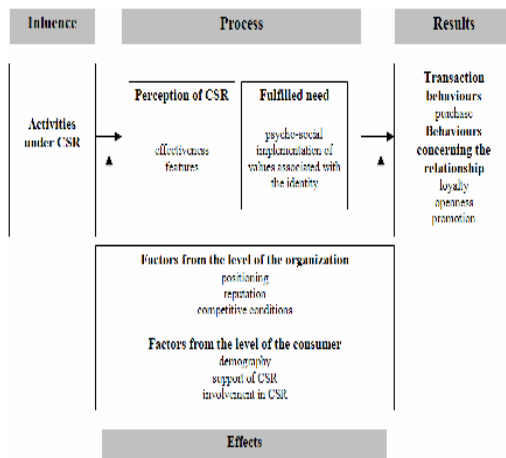 Influence
Process
Results
Activities
under CSR
Perception of CSR
effectiveness
features
Fulfilled need
psycho-social
implementation of
values associated with
the identity
Transaction
behaviours
purchase
Behaviours
concerning the
relationship
loyalty
openness
promotion
Factors from the level of the organization
positioning
reputation
competitive conditions
Factors from the level of the consumer
demography
support of CSR
involvement in CSR
Effects